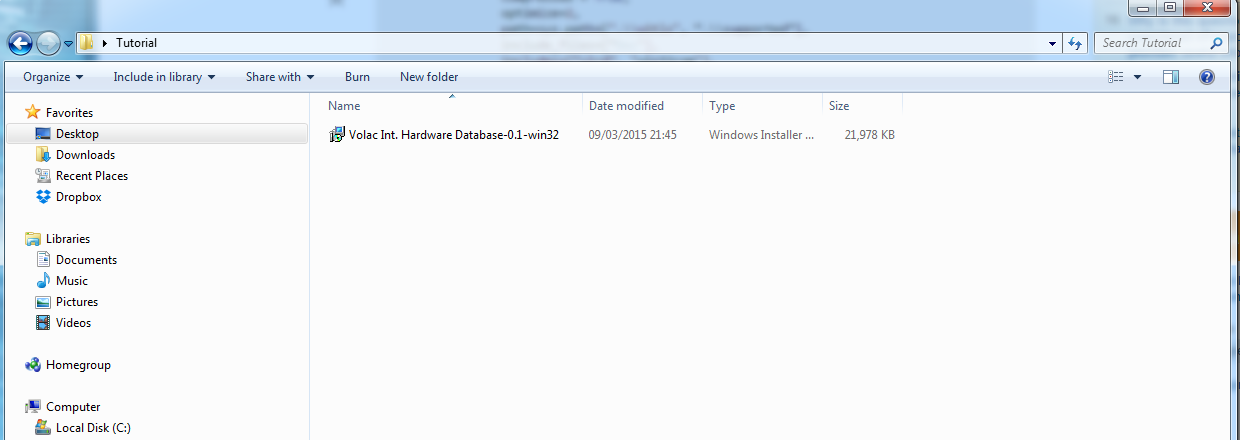 Tutorial
Search Tutorial
Organize Include in library Share with Burn New folder
Name Date modified Type Size
Volac Int. Hardware Database-0.1-win32 09/03/2015 21:45 Windows Installer ... 21,978 KB
Favorites
Desktop
Downloads
Recent Places
Dropbox
Libraries
Documents
Music
Pictures
Videos
Homegroup
Computer
Local Disk (C:)